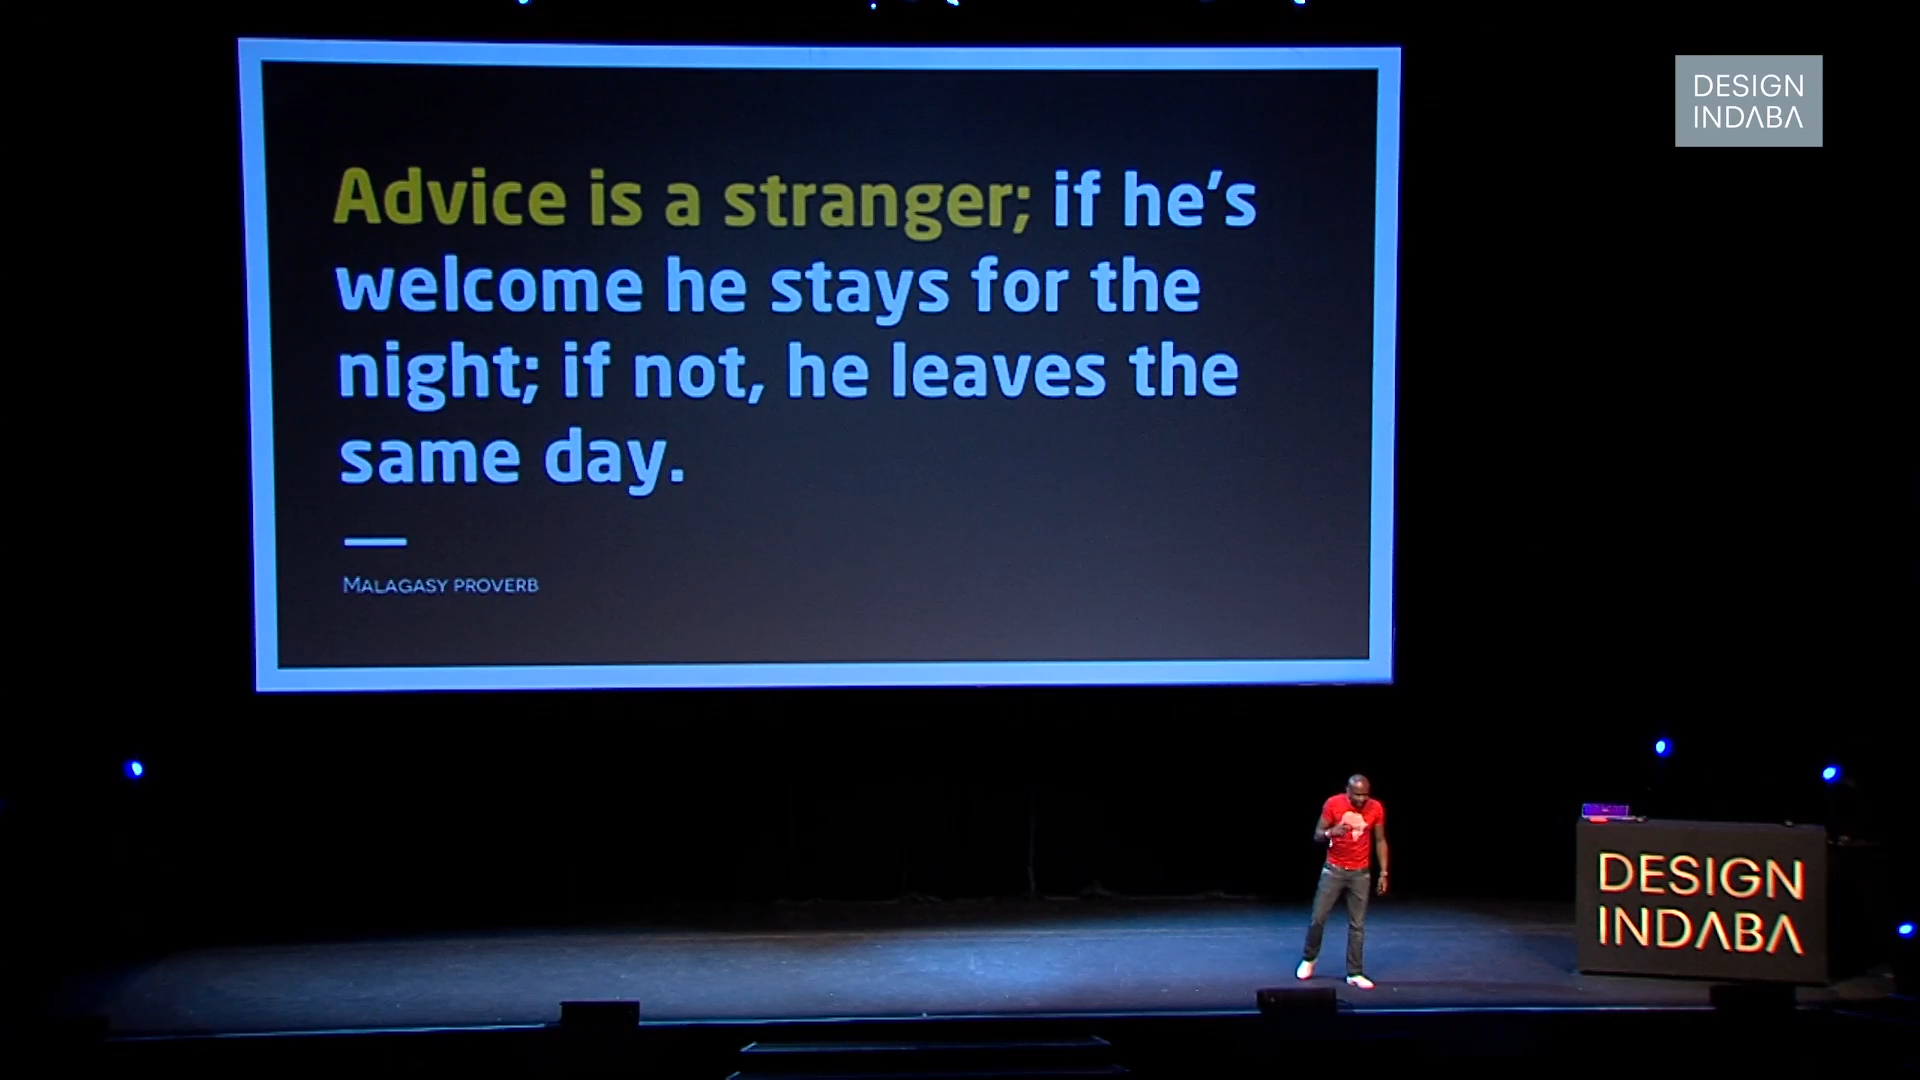 Advice is a stranger; if he's
welcome he stays for the
night; if not, he leaves the
same day.
MALAGASY PROVERB
DESIGN
INDABA
DESIGN
INDABA